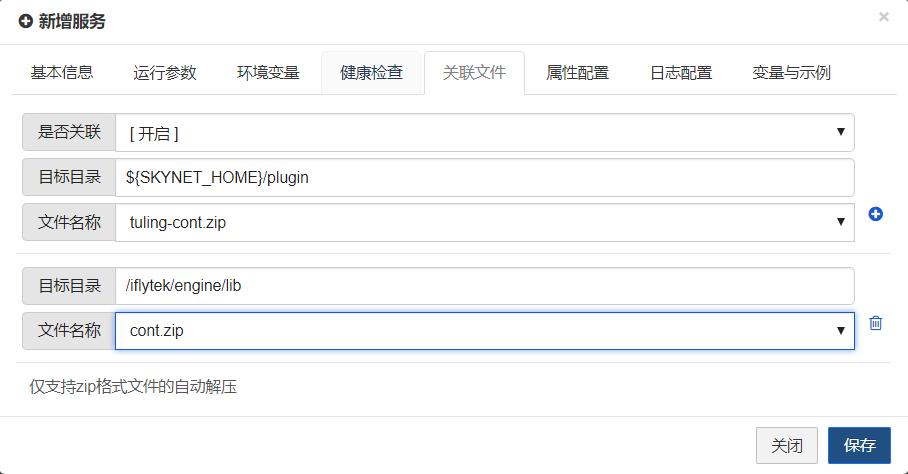 新增服务
基本信息 运行参数 环境变量 健康检查 关联文件 属性配置 日志配置 变量与示例
是否关联 [ 开启 ]
目标目录 ${SKYNET_HOME}/plugin
文件名称 tuling-cont.zip
目标目录 /iflytek/engine/lib
文件名称 cont.zip
仅支持zip格式文件的自动解压
关闭 保存